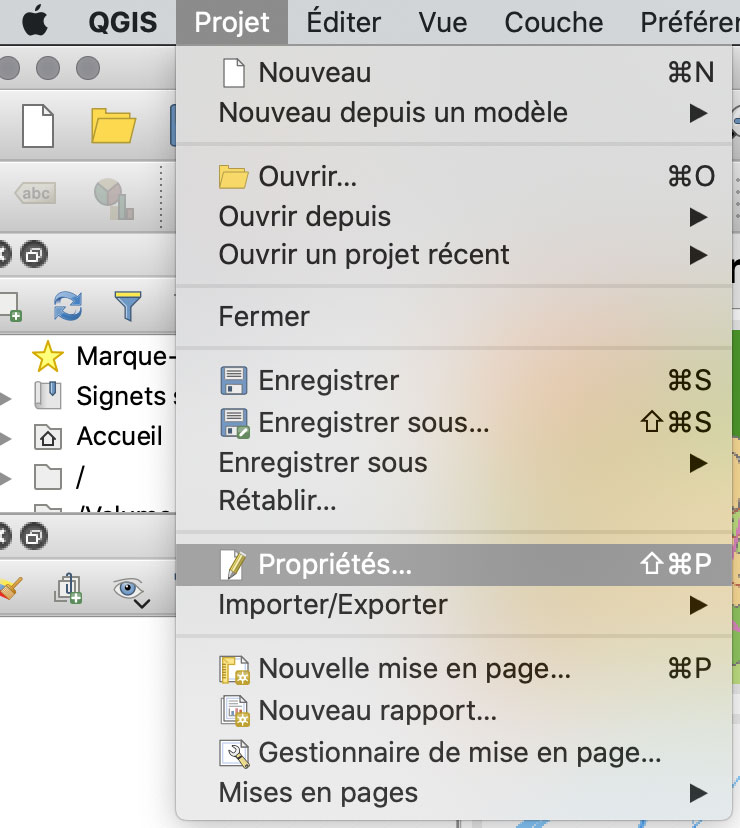 QGIS Projet Éditer Vue Couche Préfére
Nouveau ⌘N
Nouveau depuis un modèle ▶
abc
Ouvrir... ⌘O
Ouvrir depuis ▶
Ouvrir un projet récent ▶
Fermer
Marque-
Enregistrer ⌘S
Signets s
Enregistrer sous... ⇧⌘S
Accueil
Enregistrer sous ▶
/
Rétablir...
/Volume
Propriétés... ⇧⌘P
Importer/Exporter ▶
Nouvelle mise en page... ⌘P
Nouveau rapport...
Gestionnaire de mise en page...
Mises en pages ▶